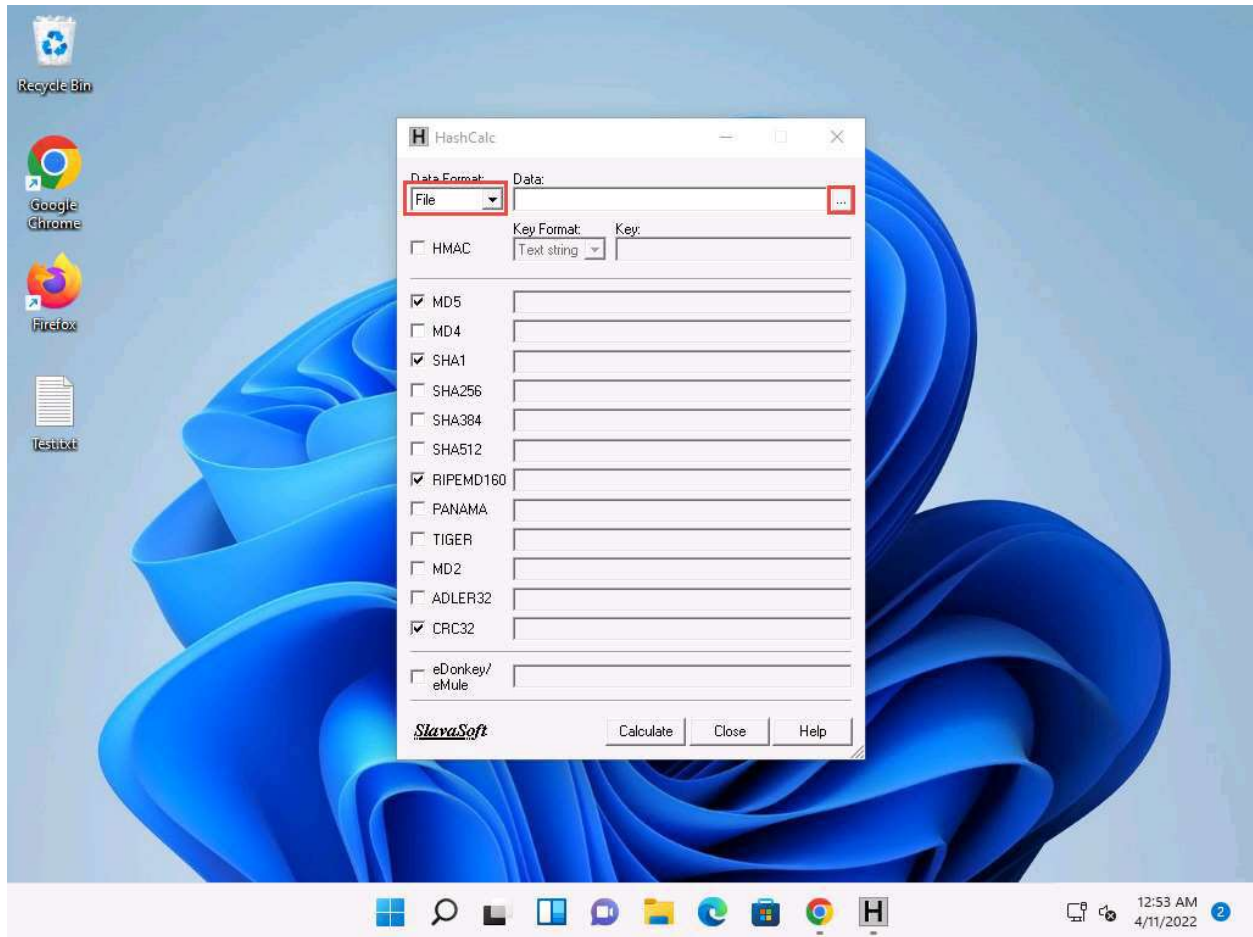 Recycle Bin
Google
Chrome
Firefox
Test.txt
H HashCalc
Data Format: Data:
File ...
Key Format: Key:
HMAC Text string
MD5
MD4
SHA1
SHA256
SHA384
SHA512
RIPEMD160
PANAMA
TIGER
MD2
ADLER32
CRC32
eDonkey/
eMule
SlavaSoft Calculate Close Help
H
12:53 AM
4/11/2022
2